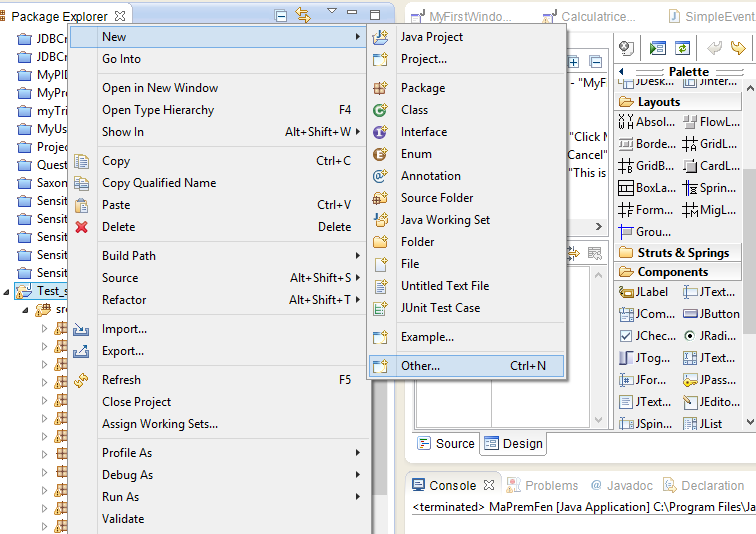 Package Explorer
JDBCr
JDBCr
MyPID
MyPro
myTri
MyUs
Projec
Quest
Saxon
Sensit
Sensit
Sensit
Sensit
Test_s
src
New
Go Into
Open in New Window
Open Type Hierarchy F4
Show In Alt+Shift+W
Copy Ctrl+C
Copy Qualified Name
Paste Ctrl+V
Delete Delete
Build Path
Source Alt+Shift+S
Refactor Alt+Shift+T
Import...
Export...
Refresh F5
Close Project
Assign Working Sets...
Profile As
Debug As
Run As
Validate
Java Project
Project...
Package
Class
Interface
Enum
Annotation
Source Folder
Java Working Set
Folder
File
Untitled Text File
JUnit Test Case
Example...
Other... Ctrl+N
MyFirstWindo... Calculatrice... SimpleEvent
- "MyF
"Click M
Cancel"
"This is
Palette
JDesk... JInter...
Layouts
Absol... FlowL...
Borde... GridL...
GridB... CardL...
BoxLa... Sprin...
Form... MigL...
Grou...
Struts & Springs
Components
JLabel JText...
JCom... JButton
JChec... JRadi...
JTog... JText...
JFor... JPass...
JText... JEdito...
JSpin... JList
Source Design
Console Problems @ Javadoc Declaration
<terminated> MaPremFen [Java Application] C:\Program Files\Ja